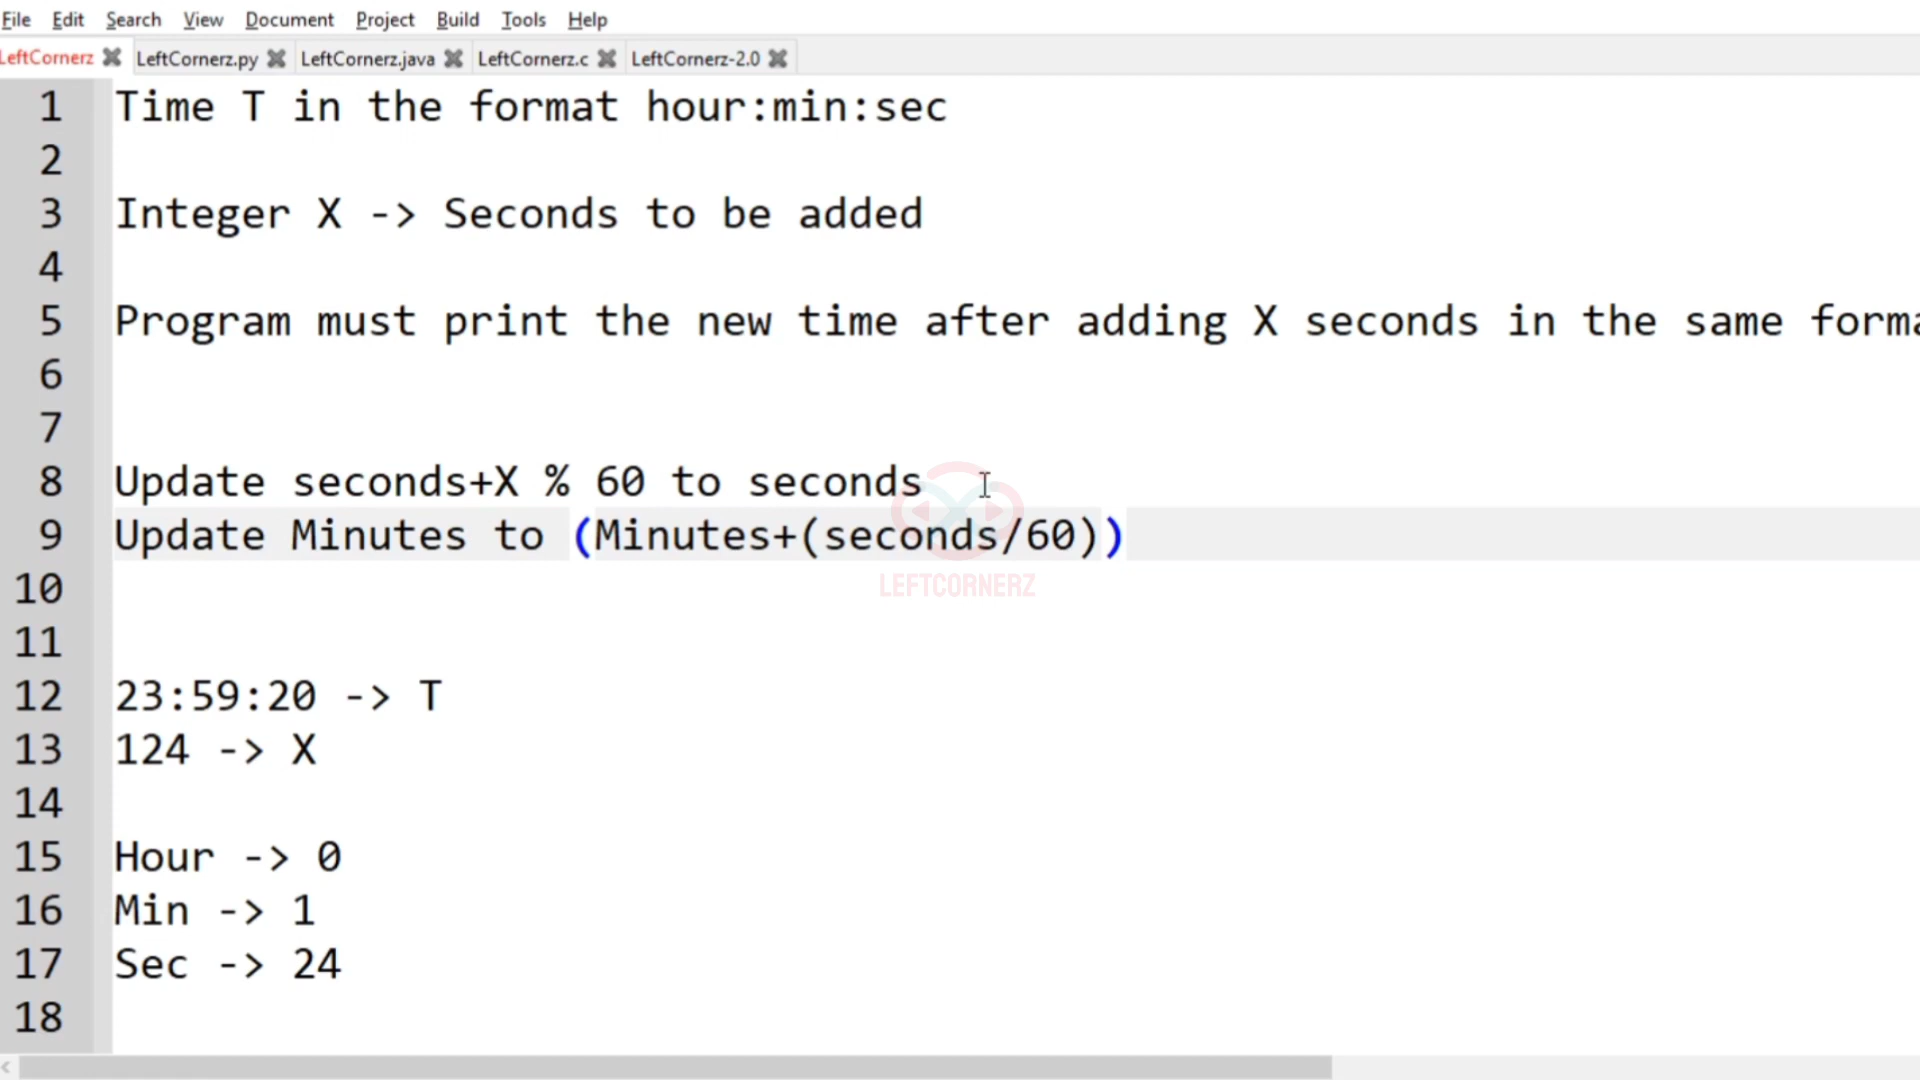 File Edit Search View Document Project Build Tools Help
LeftCornerz LeftCornerz.py LeftCornerz.java LeftCornerz.c LeftCornerz-2.0
1 Time T in the format hour:min:sec
2
3 Integer X -> Seconds to be added
4
5 Program must print the new time after adding X seconds in the same forma
6
7
8 Update seconds+X % 60 to seconds
9 Update Minutes to (Minutes+(seconds/60))
LEFTCORNERZ
10
11
12 23:59:20 -> T
13 124 -> X
14
15 Hour -> 0
16 Min -> 1
17 Sec -> 24
18